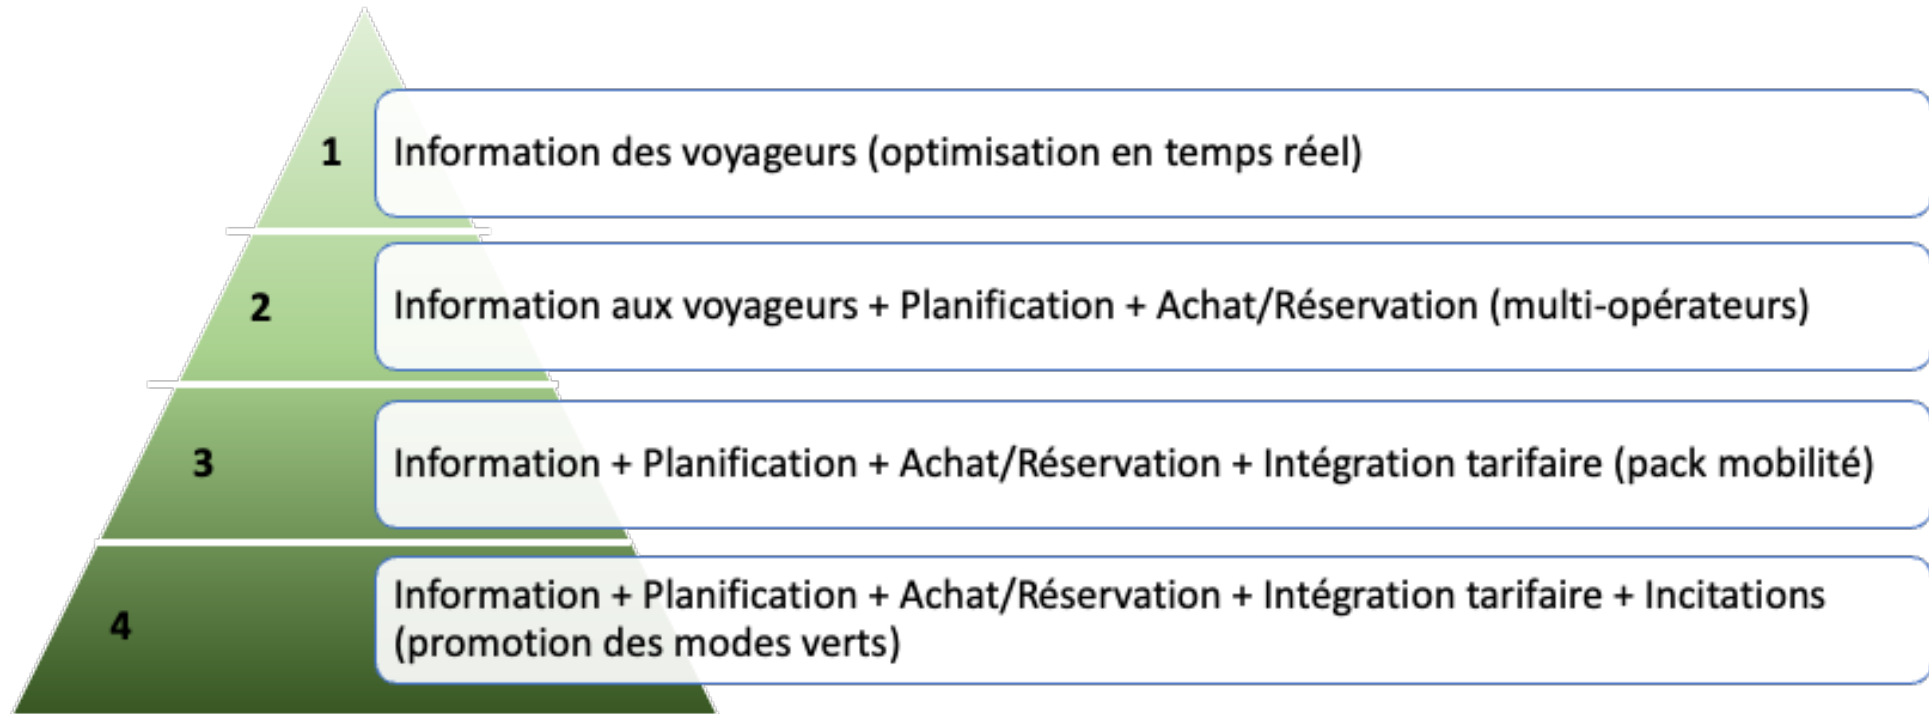 1
Information des voyageurs (optimisation en temps réel)
2
Information aux voyageurs + Planification + Achat/Réservation (multi-opérateurs)
3
Information + Planification + Achat/Réservation + Intégration tarifaire (pack mobilité)
4
Information + Planification + Achat/Réservation + Intégration tarifaire + Incitations
(promotion des modes verts)